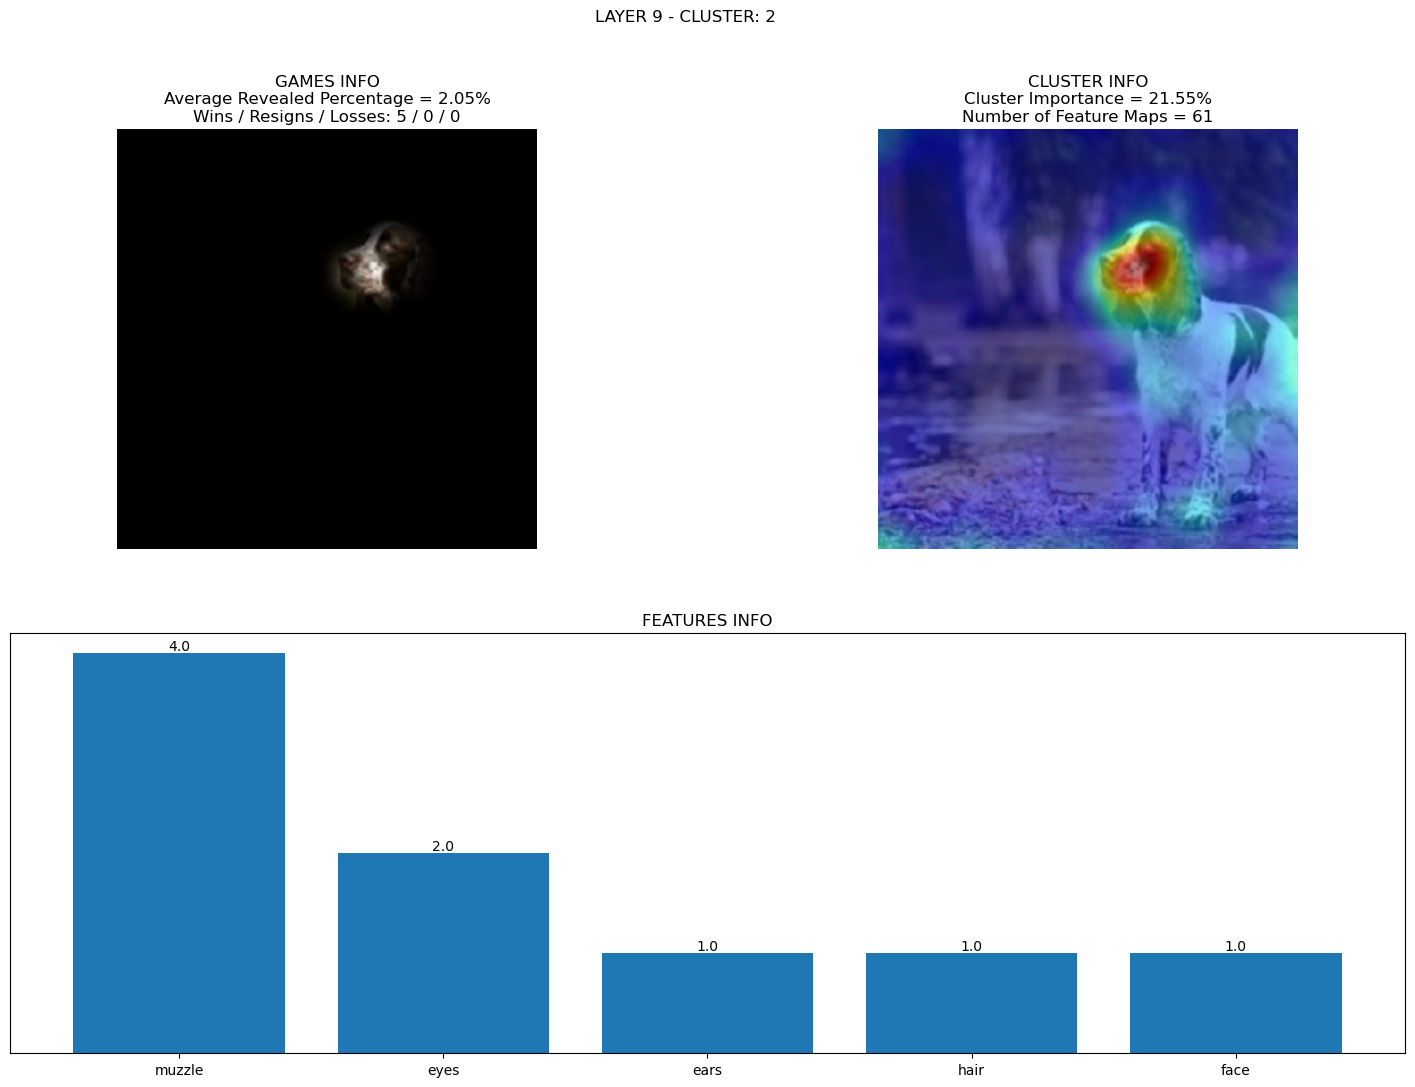 LAYER 9 - CLUSTER: 2
GAMES INFO
Average Revealed Percentage = 2.05%
Wins / Resigns / Losses: 5 / 0 / 0
CLUSTER INFO
Cluster Importance = 21.55%
Number of Feature Maps = 61
FEATURES INFO
4.0
2.0
1.0
1.0
1.0
muzzle
eyes
ears
hair
face